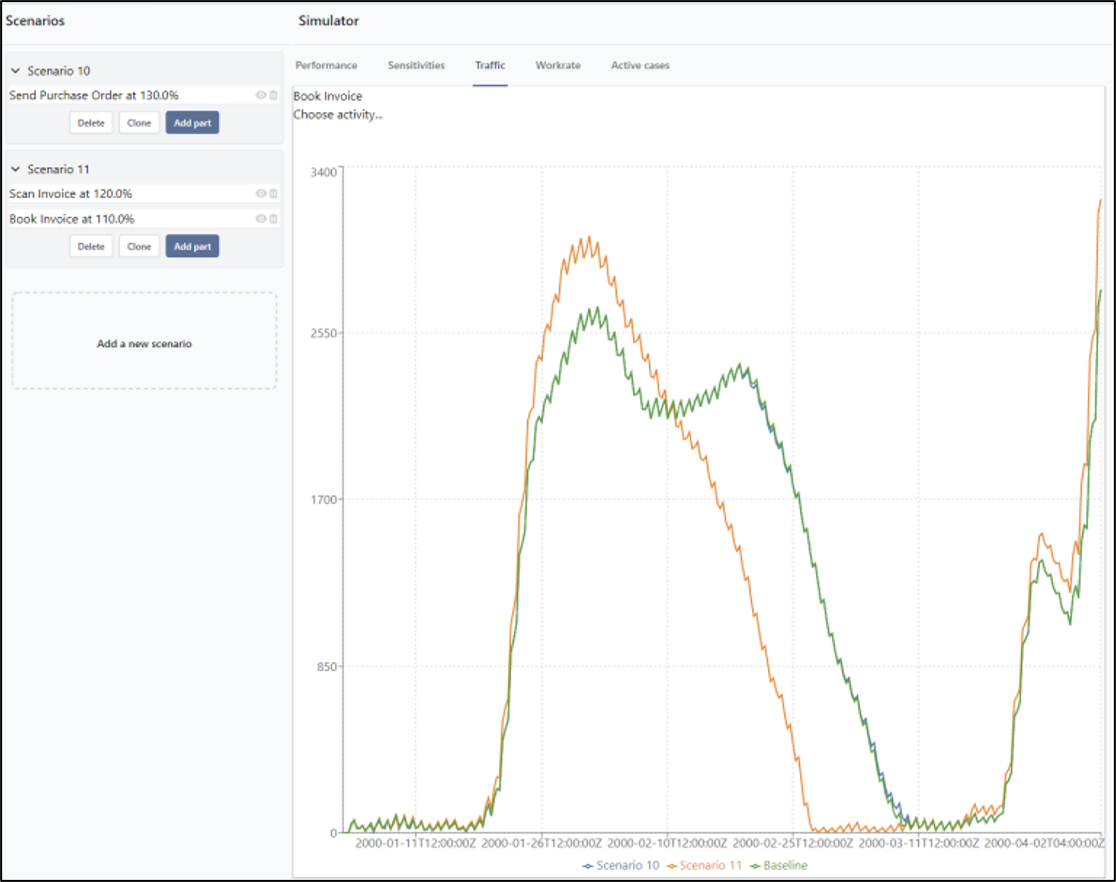 Scenarios
Scenario 10
Send Purchase Order at 130.0%
Delete Clone Add part
Scenario 11
Scan Invoice at 120.0%
Book Invoice at 110.0%
Delete Clone Add part
Add a new scenario
Simulator
Performance Sensitivities Traffic Workrate Active cases
Book Invoice
Choose activity...
3400
2550
1700
850
0
2000-01-11T12:00:00Z 2000-01-26T12:00:00Z 2000-02-10T12:00:00Z 2000-02-25T12:00:00Z 2000-03-11T12:00:00Z 2000-04-02T04:00:00Z
Scenario 10 Scenario 11 Baseline